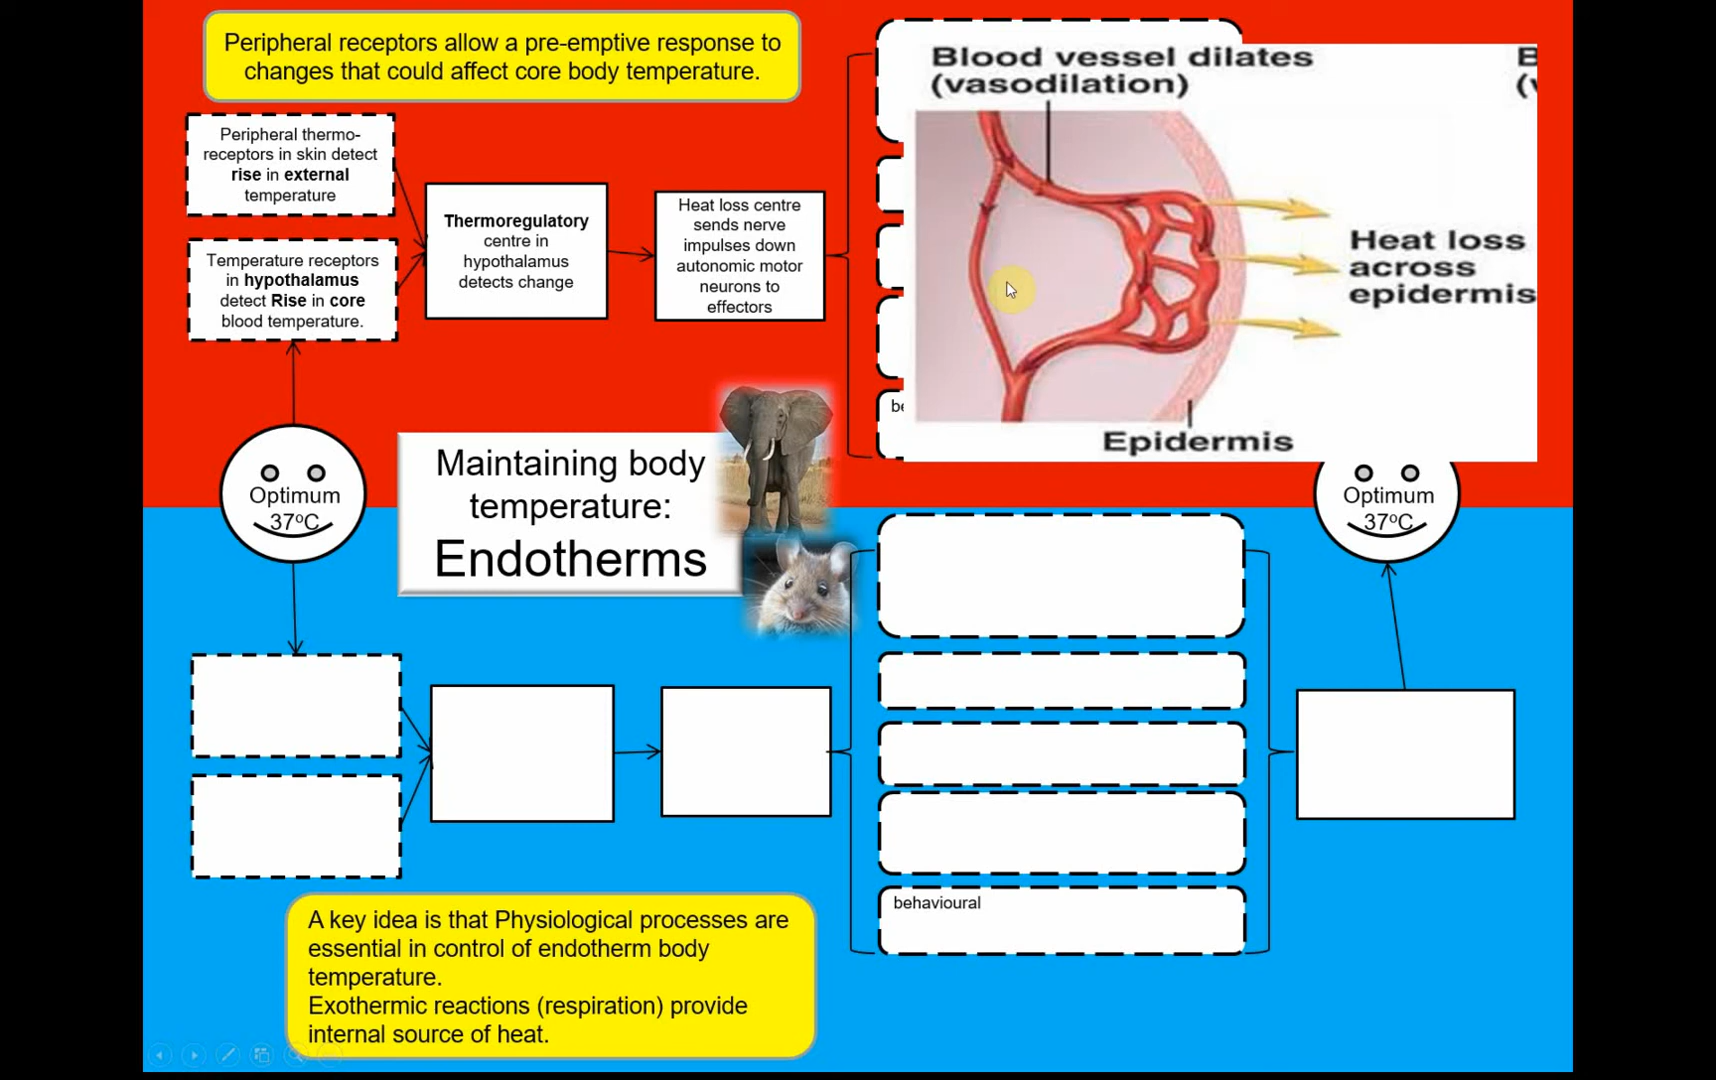 Peripheral receptors allow a pre-emptive response to
changes that could affect core body temperature.
Peripheral thermo-
receptors in skin detect
rise in external
temperature
Temperature receptors
in hypothalamus
detect Rise in core
blood temperature.
Thermoregulatory
centre in
hypothalamus
detects change
Heat loss centre
sends nerve
impulses down
autonomic motor
neurons to
effectors
Blood vessel dilates
(vasodilation)
Heat loss
across
epidermis
Epidermis
Optimum
37ºC
Maintaining body
temperature:
Endotherms
Optimum
37ºC
behavioural
A key idea is that Physiological processes are
essential in control of endotherm body
temperature.
Exothermic reactions (respiration) provide
internal source of heat.